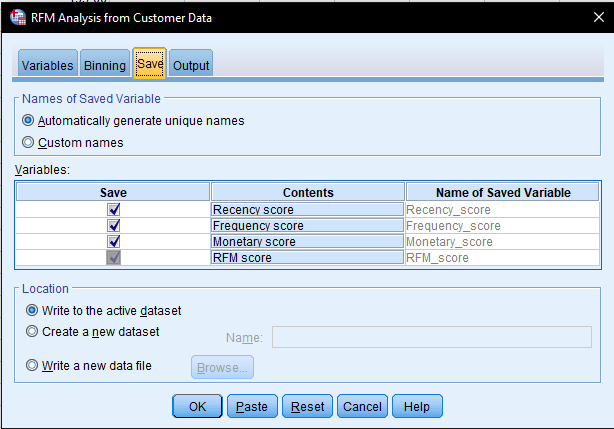 RFM Analysis from Customer Data
Variables Binning Save Output
Names of Saved Variable
Automatically generate unique names
Custom names
Variables:
Save Contents Name of Saved Variable
Recency score Recency_score
Frequency score Frequency_score
Monetary score Monetary_score
RFM score RFM_score
Location
Write to the active dataset
Create a new dataset Name:
Write a new data file Browse...
OK Paste Reset Cancel Help